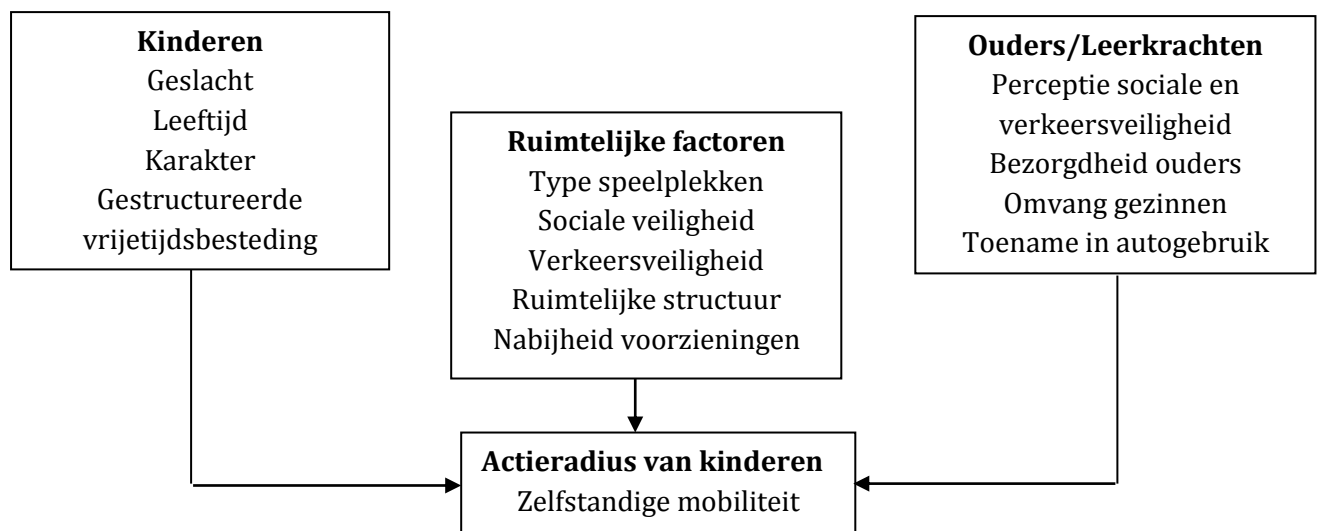 Kinderen
Geslacht
Leeftijd
Karakter
Gestructureerde
vrijetijdsbesteding
Ruimtelijke factoren
Type speelplekken
Sociale veiligheid
Verkeersveiligheid
Ruimtelijke structuur
Nabijheid voorzieningen
Ouders/Leerkrachten
Perceptie sociale en
verkeersveiligheid
Bezorgdheid ouders
Omvang gezinnen
Toename in autogebruik
Actieradius van kinderen
Zelfstandige mobiliteit